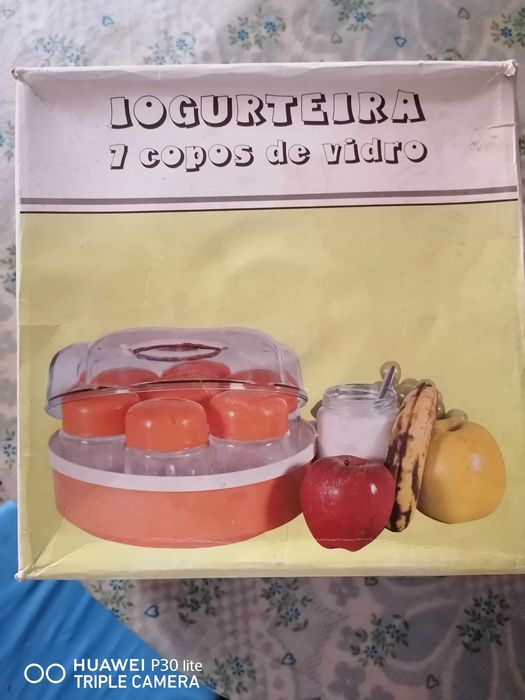 IOGURTEIRA
7 copos de vidro
HUAWEI P30 lite
TRIPLE CAMERA